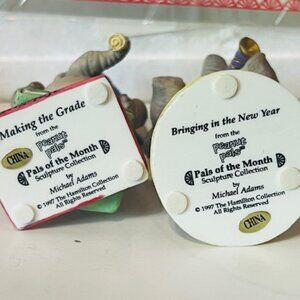 Making the Grade
from the
peanut
pals™
CHINA
Pals of the Month
Sculpture Collection
by
Michael Adams
© 1997 The Hamilton Collection
All Rights Reserved
Bringing in the New Year
from the
peanut
pals™
Pals of the Month
Sculpture Collection
by
Michael Adams
© 1997 The Hamilton Collection
All Rights Reserved
CHINA